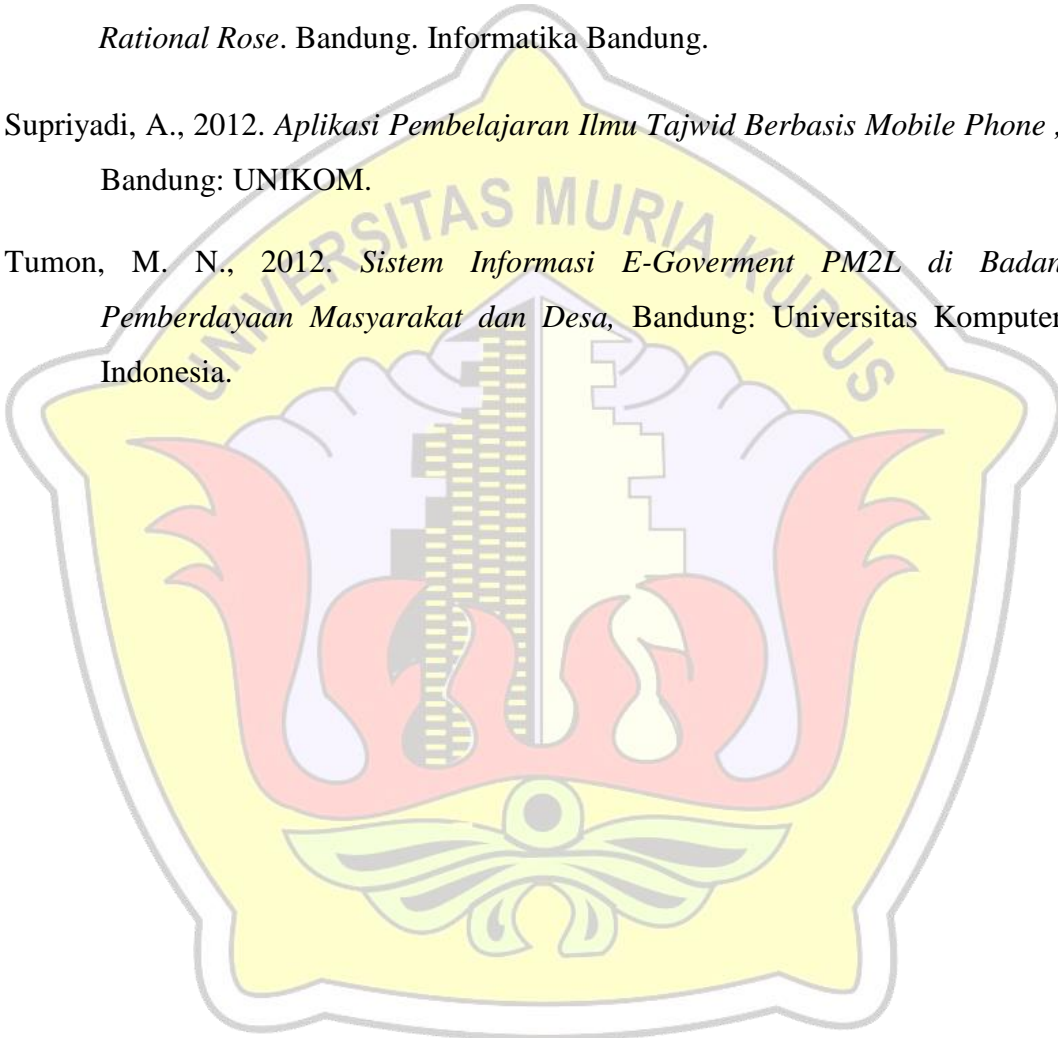 Rational Rose. Bandung. Informatika Bandung.
Supriyadi, A., 2012. Aplikasi Pembelajaran Ilmu Tajwid Berbasis Mobile Phone ,
Bandung: UNIKOM.
Tumon, M. N., 2012. Sistem Informasi E-Goverment PM2L di Badan
Pemberdayaan Masyarakat dan Desa, Bandung: Universitas Komputer
Indonesia.
UNIVERSITAS MURIA KUDUS